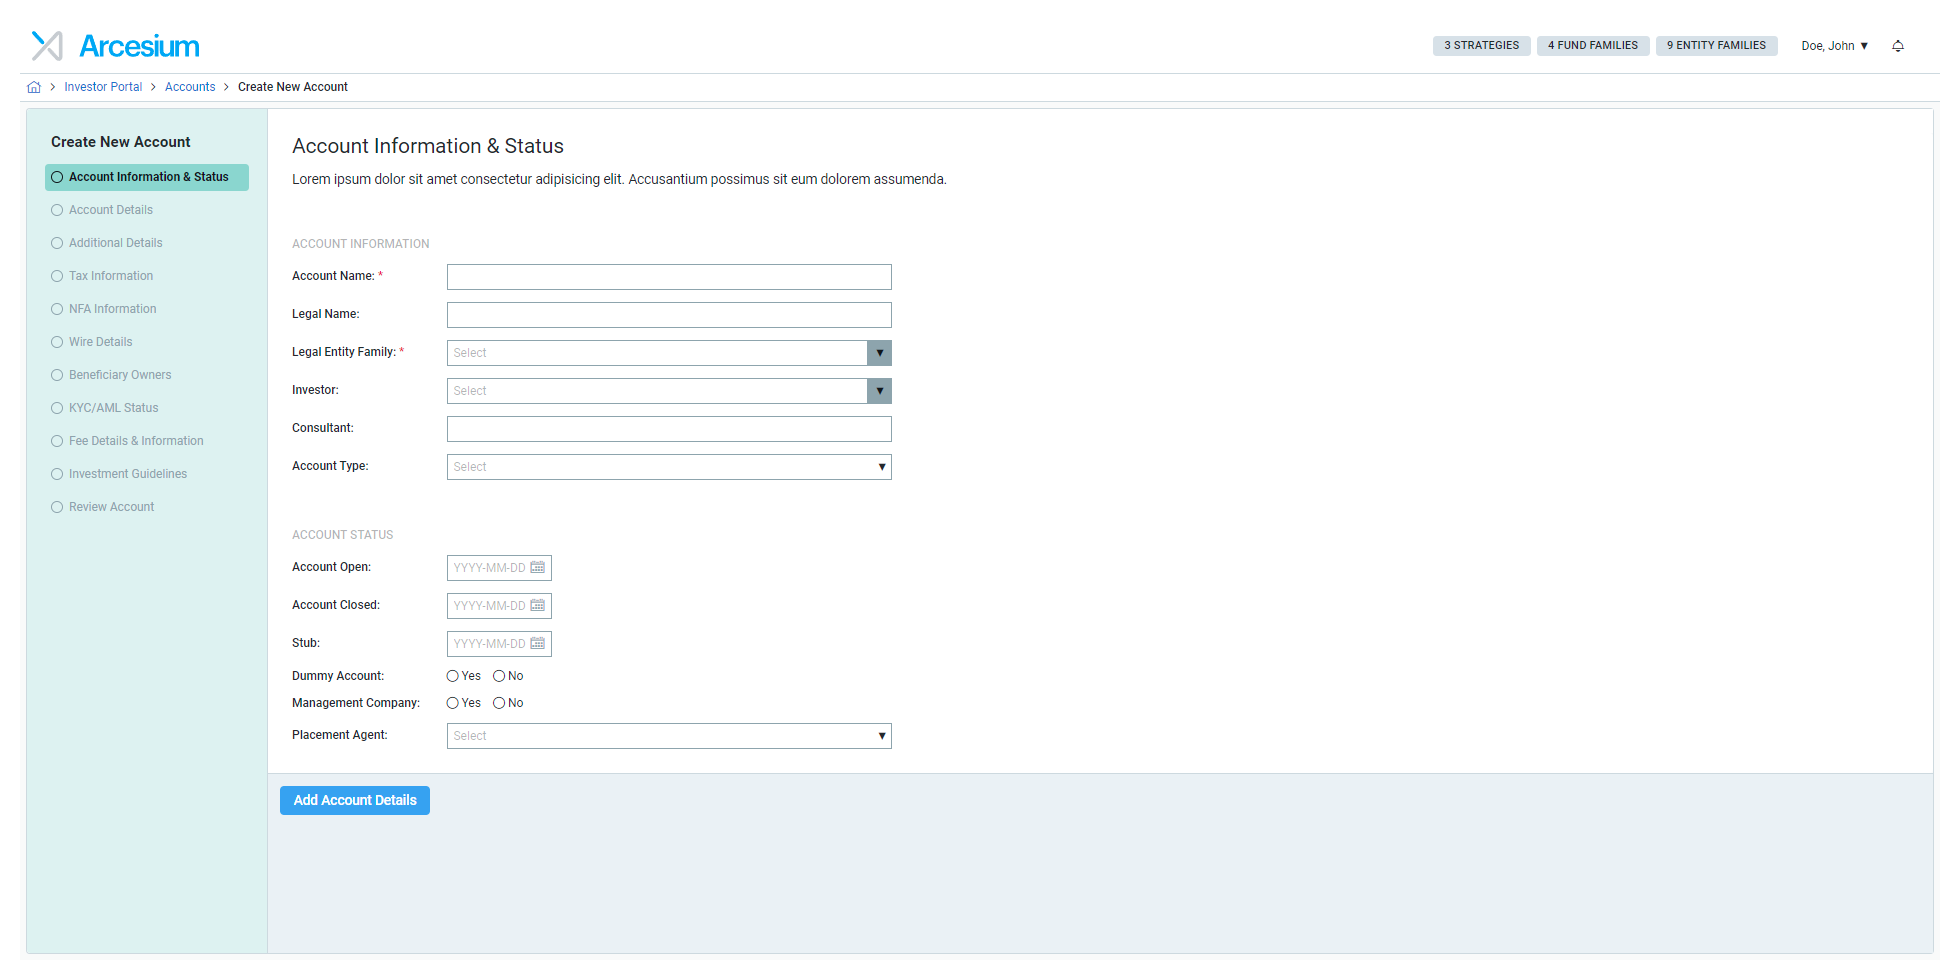 Arcesium
3 STRATEGIES 4 FUND FAMILIES 9 ENTITY FAMILIES Doe, John
Investor Portal > Accounts > Create New Account
Create New Account
Account Information & Status
Account Details
Additional Details
Tax Information
NFA Information
Wire Details
Beneficiary Owners
KYC/AML Status
Fee Details & Information
Investment Guidelines
Review Account
Account Information & Status
Lorem ipsum dolor sit amet consectetur adipisicing elit. Accusantium possimus sit eum dolorem assumenda.
ACCOUNT INFORMATION
Account Name: *
Legal Name:
Legal Entity Family: * Select
Investor: Select
Consultant:
Account Type: Select
ACCOUNT STATUS
Account Open: YYYY-MM-DD
Account Closed: YYYY-MM-DD
Stub: YYYY-MM-DD
Dummy Account: Yes No
Management Company: Yes No
Placement Agent: Select
Add Account Details